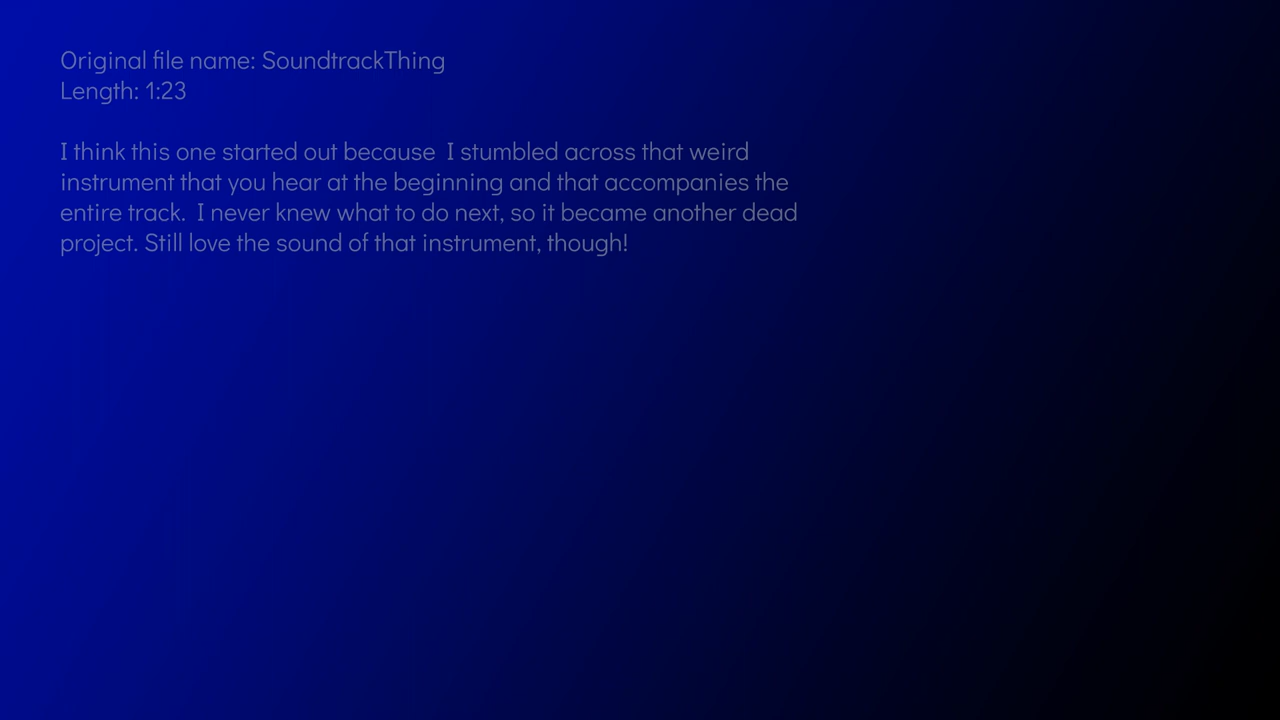 Original file name: SoundtrackThing
Length: 1:23
I think this one started out because  I stumbled across that weird
instrument that you hear at the beginning and that accompanies the
entire track.  I never knew what to do next, so it became another dead
project. Still love the sound of that instrument, though!